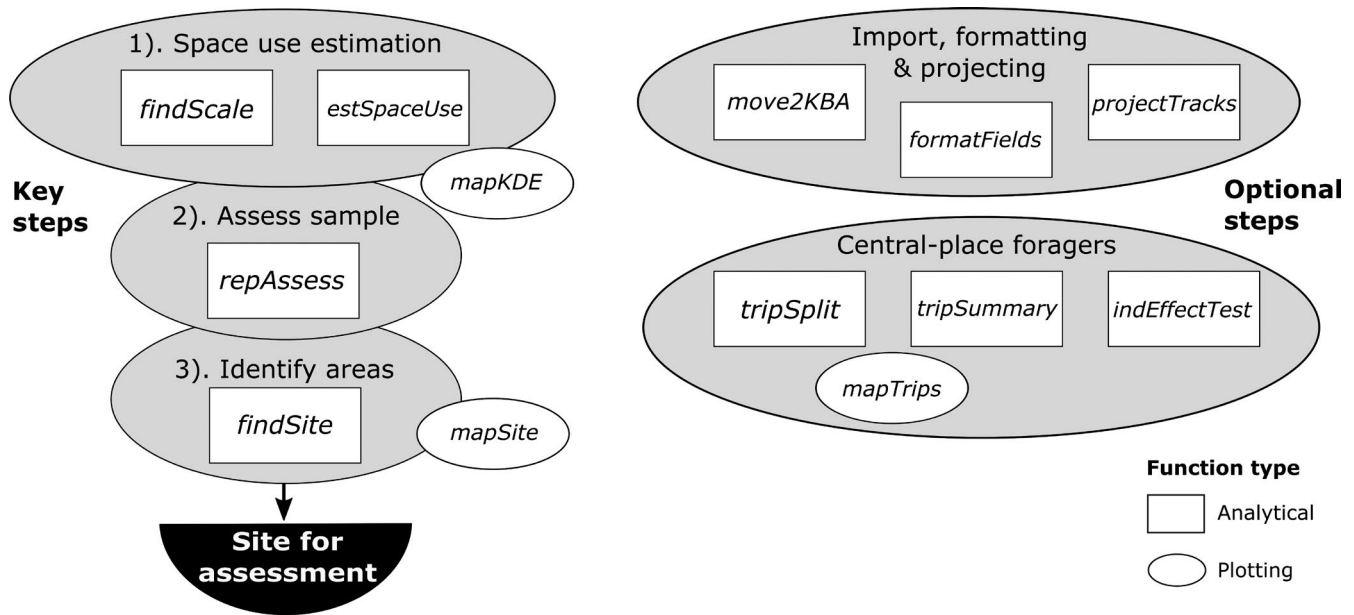 1). Space use estimation
findScale
estSpaceUse
mapKDE
Key
steps
2). Assess sample
repAssess
3). Identify areas
findSite
mapSite
Site for
assessment
Import, formatting
& projecting
move2KBA
formatFields
projectTracks
Optional
steps
Central-place foragers
tripSplit
tripSummary
indEffectTest
mapTrips
Function type
Analytical
Plotting